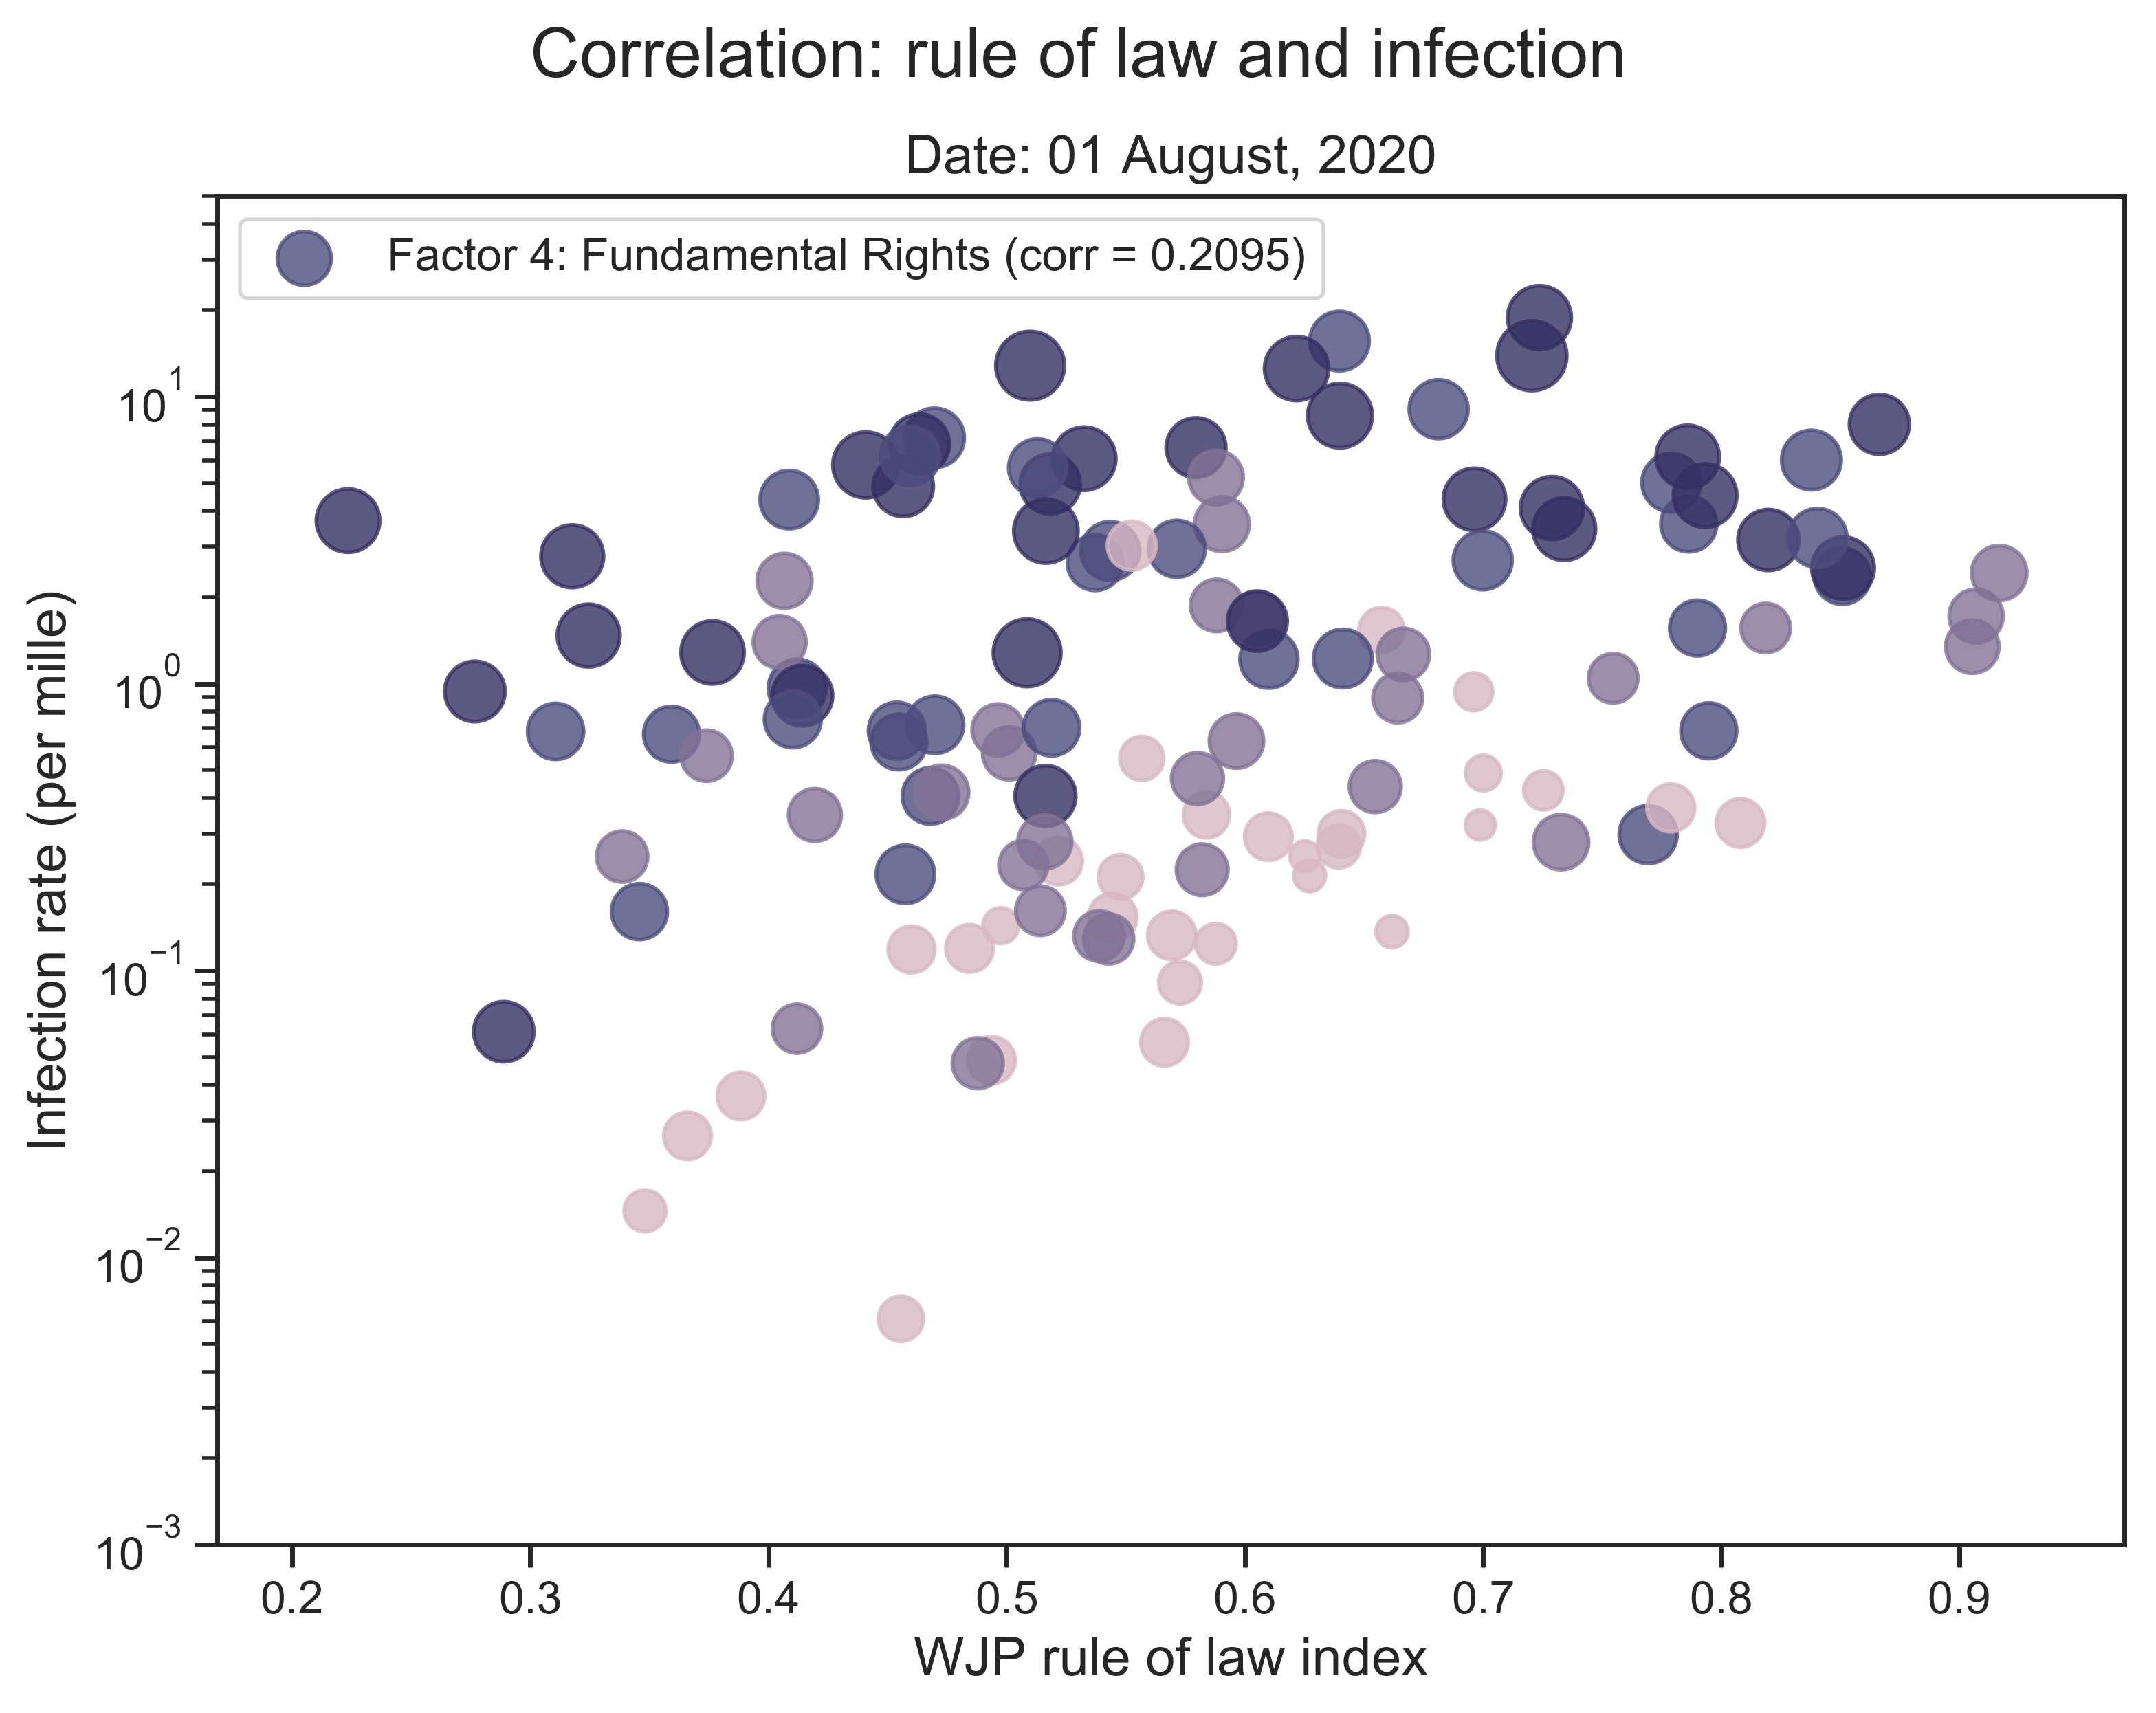 Correlation: rule of law and infection
Date: 01 August, 2020
Factor 4: Fundamental Rights (corr = 0.2095)
Infection rate (per mille)
10^1
10^0
10^−1
10^−2
10^−3
0.2 0.3 0.4 0.5 0.6 0.7 0.8 0.9
WJP rule of law index